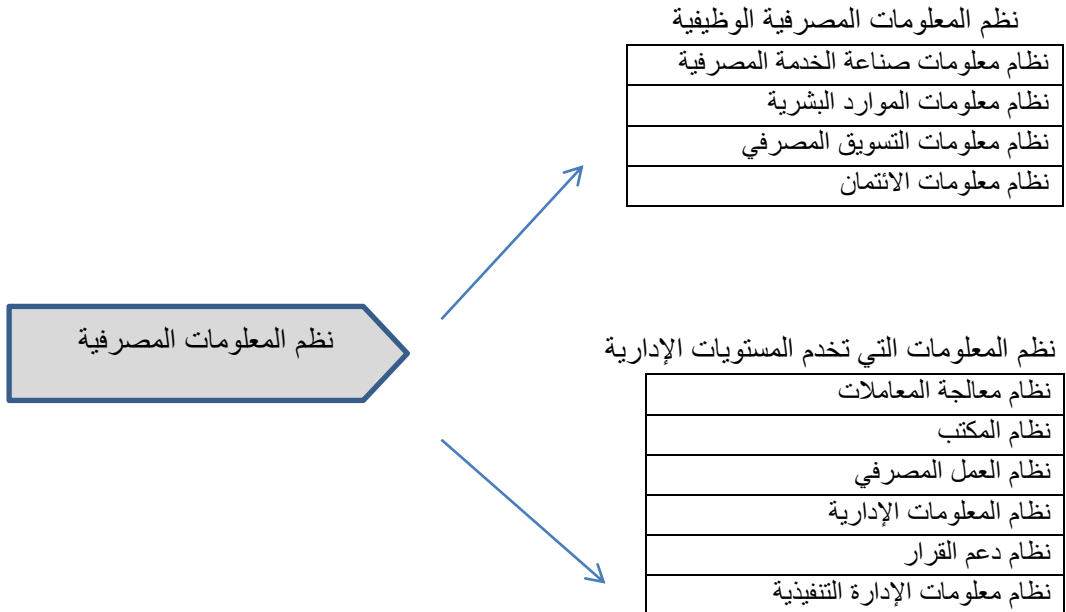 نظم المعلومات المصرفية الوظيفية
نظام معلومات صناعة الخدمة المصرفية
نظام معلومات الموارد البشرية
نظام معلومات التسويق المصرفي
نظام معلومات الائتمان
نظم المعلومات المصرفية
نظم المعلومات التي تخدم المستويات الإدارية
نظام معالجة المعاملات
نظام المكتب
نظام العمل المصرفي
نظام المعلومات الإدارية
نظام دعم القرار
نظام معلومات الإدارة التنفيذية